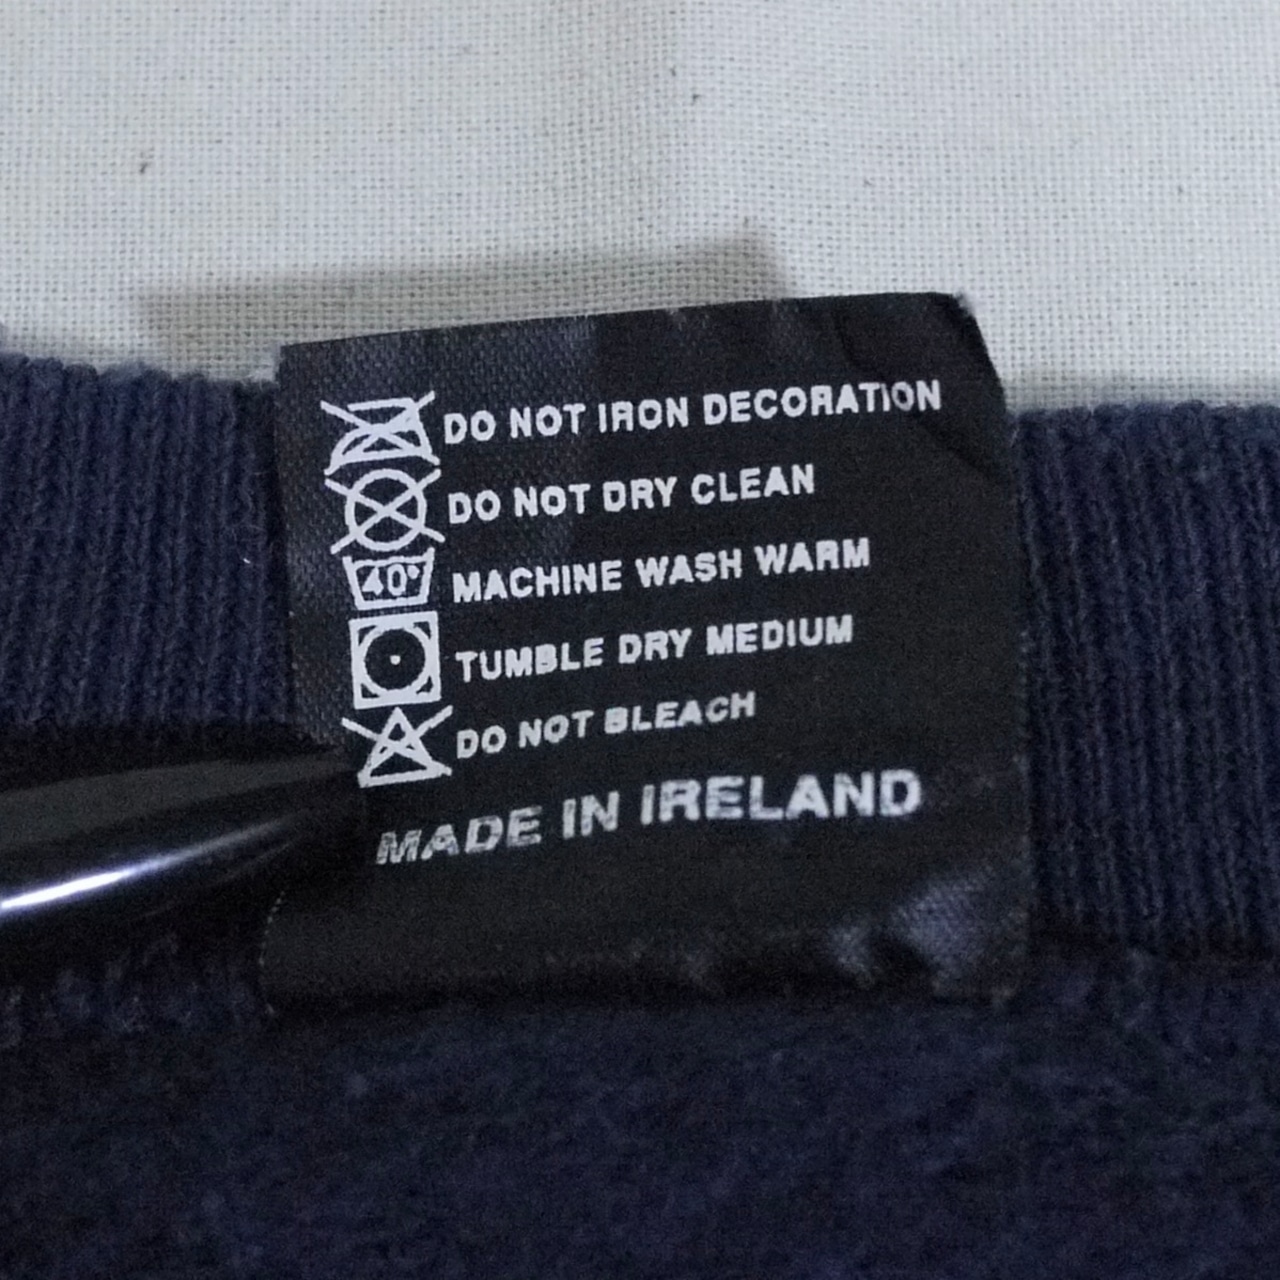 DO NOT IRON DECORATION
DO NOT DRY CLEAN
40° MACHINE WASH WARM
TUMBLE DRY MEDIUM
DO NOT BLEACH
MADE IN IRELAND